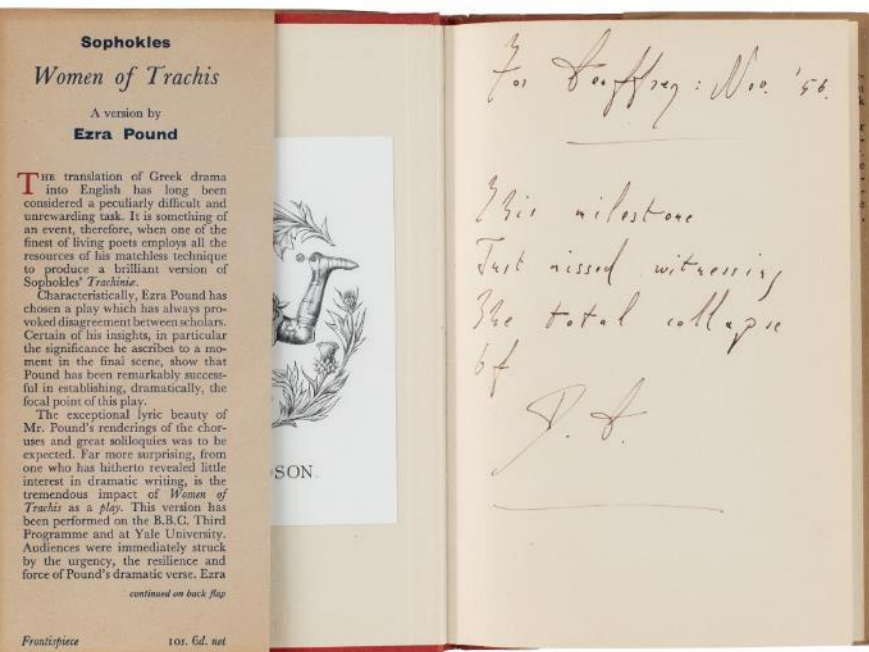 Sophokles
Women of Trachis
A version by
Ezra Pound
THE translation of Greek drama
into English has long been
considered a peculiarly difficult and
unrewarding task. It is something of
an event, therefore, when one of the
finest of living poets employs all the
resources of his matchless technique
to produce a brilliant version of
Sophokles' Trachiniæ.
Characteristically, Ezra Pound has
chosen a play which has always pro-
voked disagreement between scholars.
Certain of his insights, in particular
the significance he ascribes to a mo-
ment in the final scene, show that
Pound has been remarkably success-
ful in establishing, dramatically, the
focal point of this play.
The exceptional lyric beauty of
Mr. Pound's renderings of the chor-
uses and great soliloquies was to be
expected. Far more surprising, from
one who has hitherto revealed little
interest in dramatic writing, is the
tremendous impact of Women of
Trachis as a play. This version has
been performed on the B.B.C. Third
Programme and at Yale University.
Audiences were immediately struck
by the urgency, the resilience and
force of Pound's dramatic verse. Ezra
continued on back flap
Frontispiece 10s. 6d. net
SON.
For Geoffrey: Nov. '56.
This milestone
Just missed witnessing
The total collapse
of
D. A.